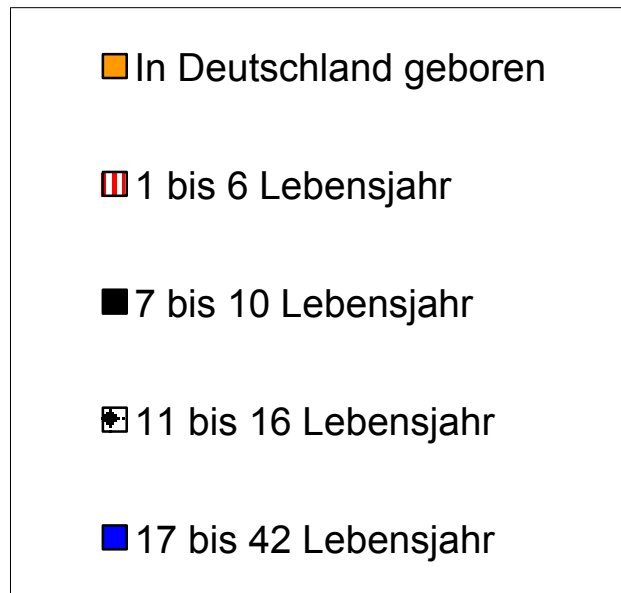 In Deutschland geboren
1 bis 6 Lebensjahr
7 bis 10 Lebensjahr
11 bis 16 Lebensjahr
17 bis 42 Lebensjahr